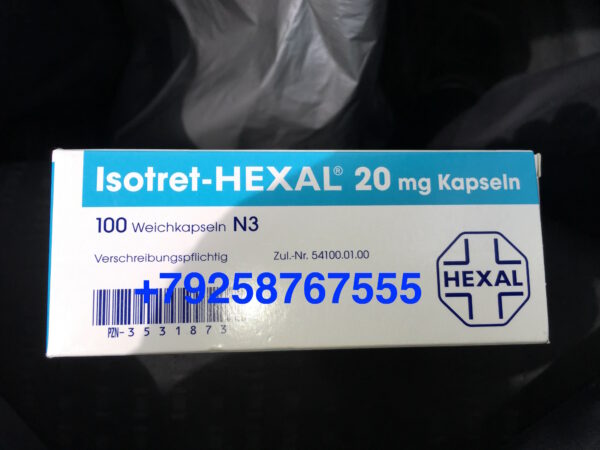 Isotret-HEXAL® 20 mg Kapseln
100 Weichkapseln N3
Verschreibungspflichtig Zul.-Nr. 54100.01.00
HEXAL
+79258767555
PZN-3531873